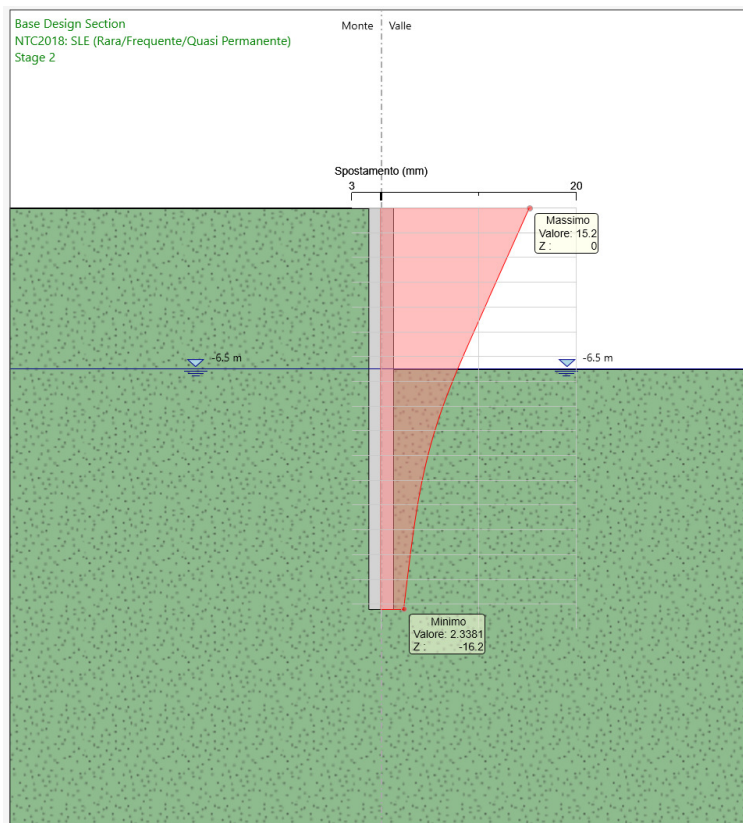 Base Design Section
NTC2018: SLE (Rara/Frequente/Quasi Permanente)
Stage 2
Monte
Valle
Spostamento (mm)
3
20
Massimo
Valore: 15.2
Z : 0
-6.5 m
-6.5 m
Minimo
Valore: 2.3381
Z : -16.2